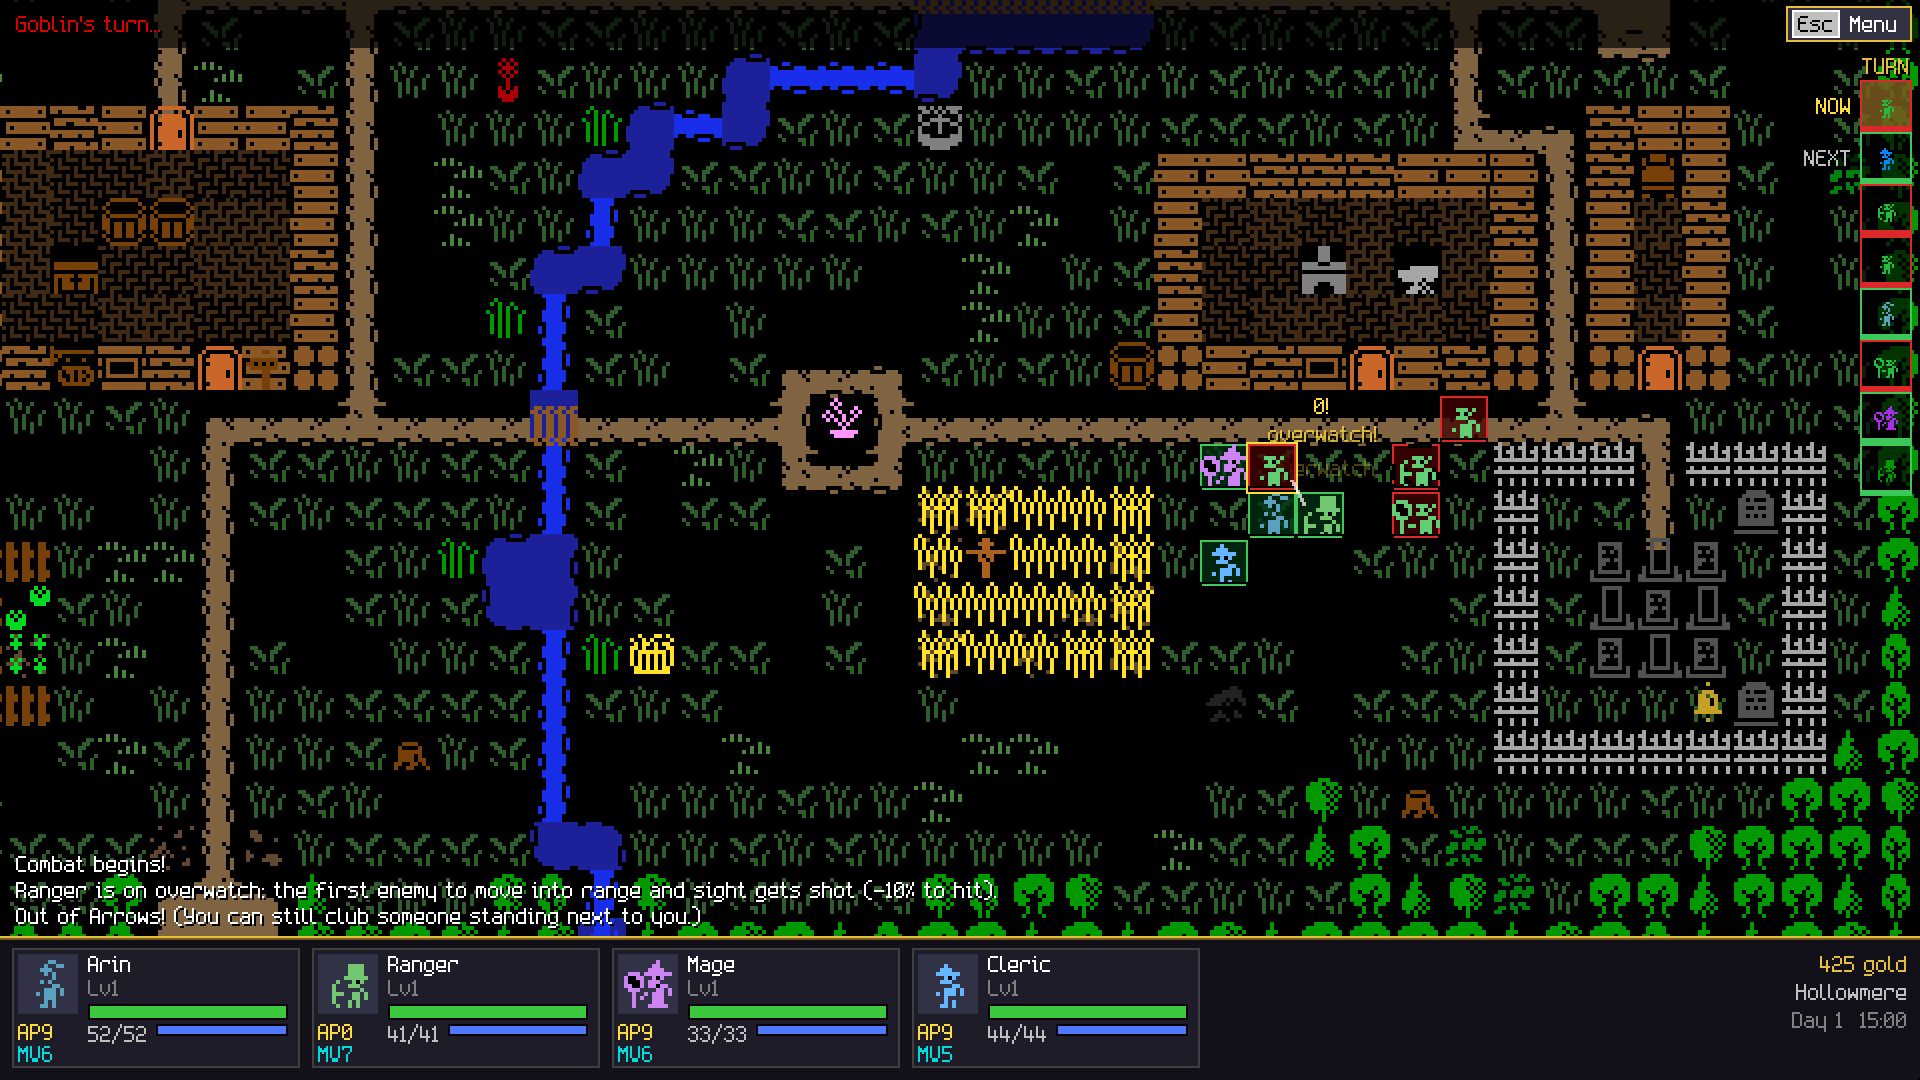 Goblin's turn...
Esc Menu
TURN
NOW
NEXT
0!
overwatch!
Combat begins!
Ranger is on overwatch: the first enemy to move into range and sight gets shot (-10% to hit).
Out of Arrows! (You can still club someone standing next to you.)
Arin
Lv1
AP9
52/52
MV6
Ranger
Lv1
AP0
41/41
MV7
Mage
Lv1
AP9
33/33
MV6
Cleric
Lv1
AP9
44/44
MV5
425 gold
Hollowmere
Day 1 15:00